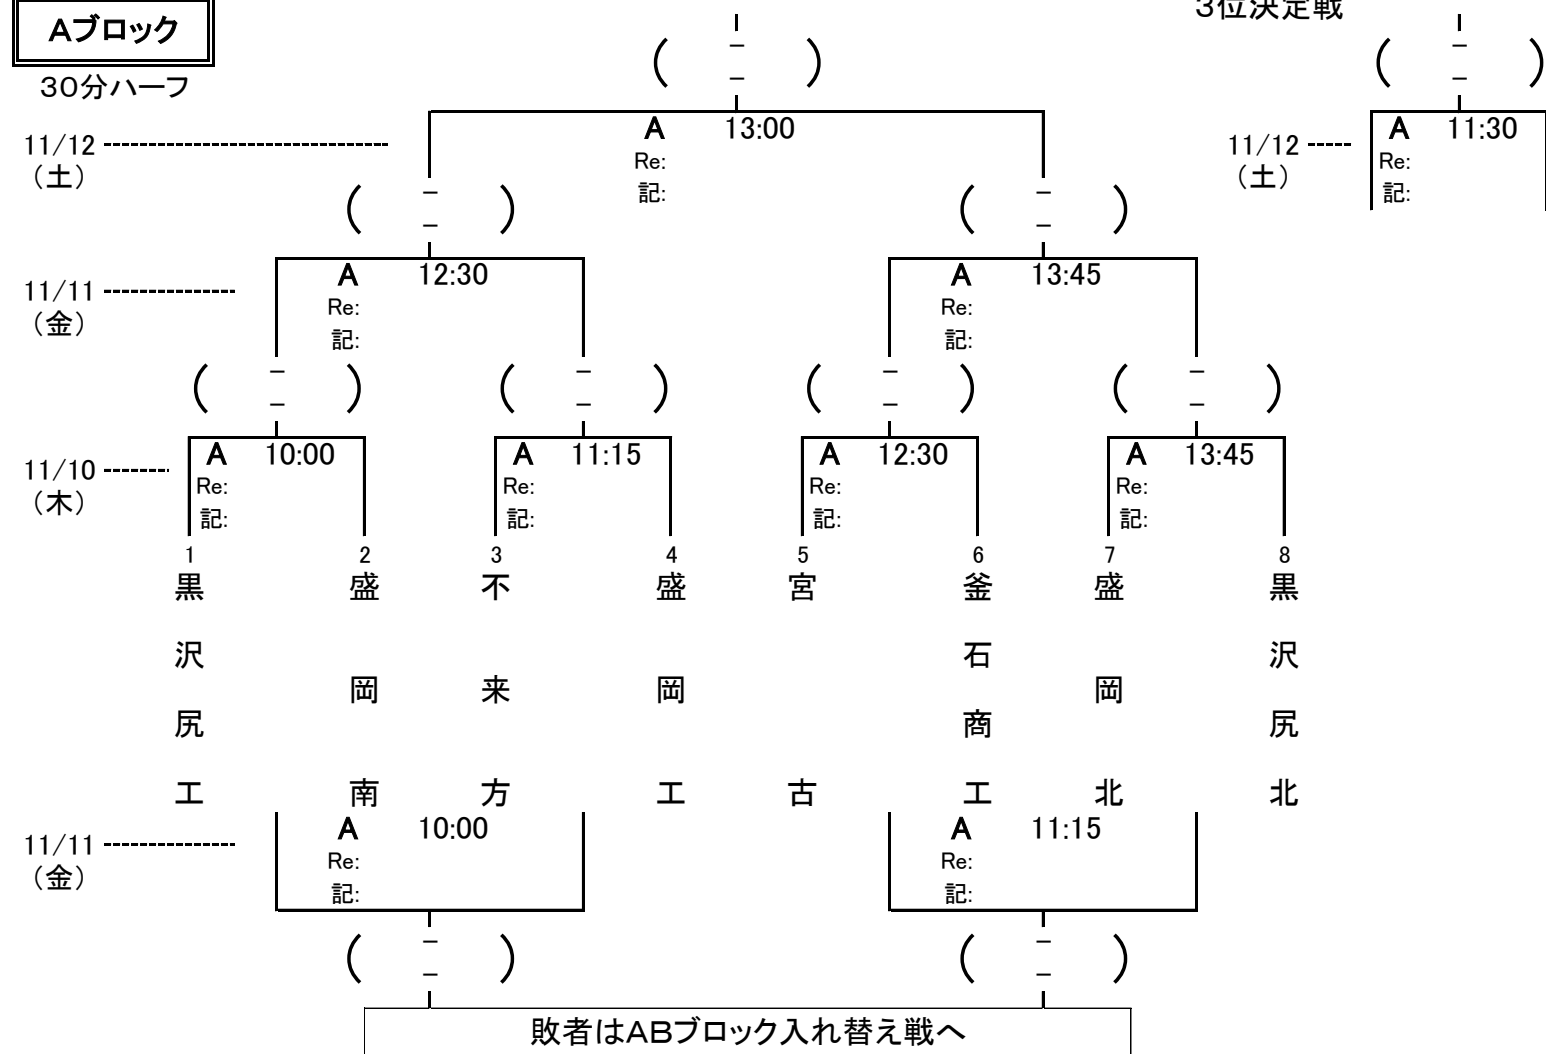 3位決定戦
Aブロック
30分ハーフ
( - - )
( - - )
11/12
(土)
A 13:00
Re:
記:
11/12
(土)
A 11:30
Re:
記:
( - - )
( - - )
11/11
(金)
A 12:30
Re:
記:
A 13:45
Re:
記:
( - - )
( - - )
( - - )
( - - )
11/10
(木)
A 10:00
Re:
記:
A 11:15
Re:
記:
A 12:30
Re:
記:
A 13:45
Re:
記:
1
黒沢尻工
2
盛岡南
3
不来方
4
盛岡工
5
宮古
6
釜石商工
7
盛岡北
8
黒沢尻北
11/11
(金)
A 10:00
Re:
記:
A 11:15
Re:
記:
( - - )
( - - )
敗者はABブロック入れ替え戦へ